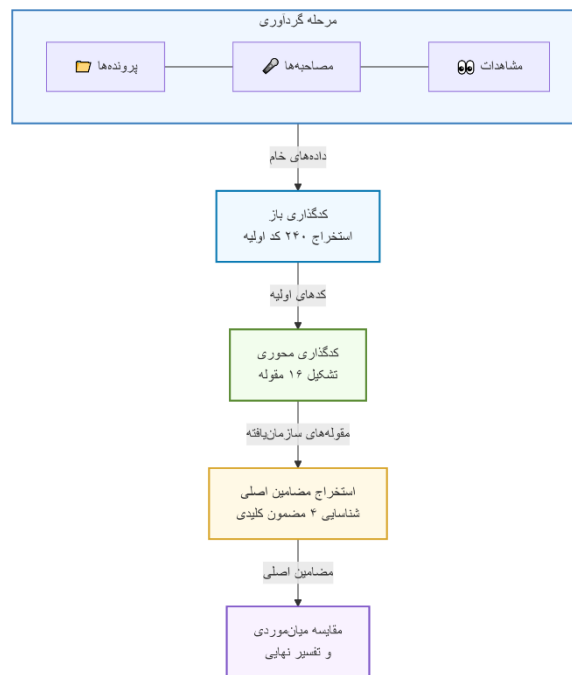 مرحله گردآوری
مشاهدات
مصاحبه‌ها
پرونده‌ها
داده‌های خام
کدگذاری باز
استخراج ۲۴۰ کد اولیه
کدهای اولیه
کدگذاری محوری
تشکیل ۱۶ مقوله
مقوله‌های سازمان‌یافته
استخراج مضامین اصلی
شناسایی ۴ مضمون کلیدی
مضامین اصلی
مقایسه میان‌موردی
و تفسیر نهایی